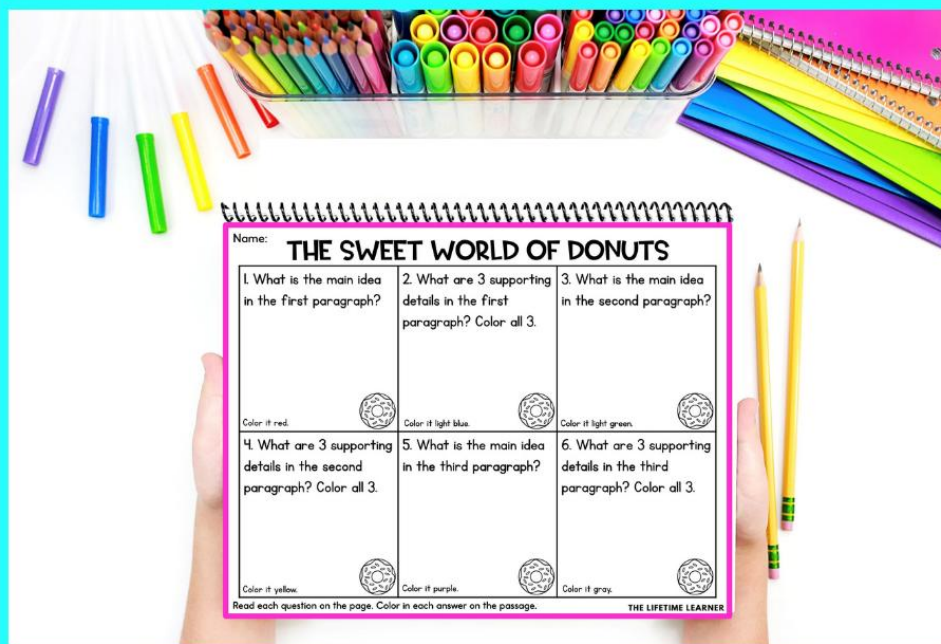 Name:
THE SWEET WORLD OF DONUTS
1. What is the main idea
in the first paragraph?
Color it red.
2. What are 3 supporting
details in the first
paragraph? Color all 3.
Color it light blue.
3. What is the main idea
in the second paragraph?
Color it light green.
4. What are 3 supporting
details in the second
paragraph? Color all 3.
Color it yellow.
5. What is the main idea
in the third paragraph?
Color it purple.
6. What are 3 supporting
details in the third
paragraph? Color all 3.
Color it gray.
Read each question on the page. Color in each answer on the passage.
THE LIFETIME LEARNER